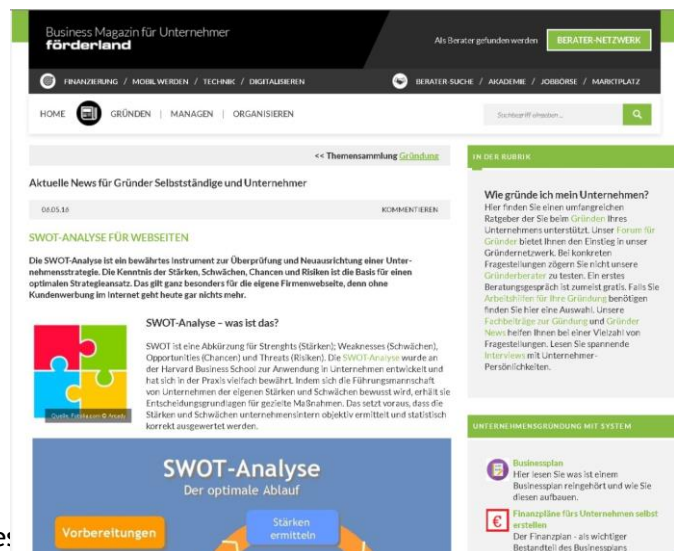 Business Magazin für Unternehmer
förderland
Als Berater gefunden werden
BERATER-NETZWERK
FINANZIERUNG / MOBIL WERDEN / TECHNIK / DIGITALISIEREN
BERATER-SUCHE / AKADEMIE / JOBBÖRSE / MARKTPLATZ
HOME
GRÜNDEN | MANAGEN | ORGANISIEREN
Suchbegriff eingeben ...
<< Themensammlung Gründung
Aktuelle News für Gründer Selbstständige und Unternehmer
KOMMENTIEREN
SWOT-ANALYSE FÜR WEBSEITEN
Die SWOT-Analyse ist ein bewährtes Instrument zur Überprüfung und Neuausrichtung einer Unter-
nehmensstrategie. Die Kenntnis der Stärken, Schwächen, Chancen und Risiken ist die Basis für einen
optimalen Strategieansatz. Das gilt ganz besonders für die eigene Firmenwebseite, denn ohne
Kundenwerbung im Internet geht heute gar nichts mehr.
SWOT-Analyse – was ist das?
SWOT ist eine Abkürzung für Strenghts (Stärken); Weaknesses (Schwächen),
Opportunities (Chancen) und Threats (Risiken). Die SWOT-Analyse wurde an
der Harvard Business School zur Anwendung in Unternehmen entwickelt und
hat sich in der Praxis vielfach bewährt. Indem sich die Führungsmannschaft
von Unternehmen der eigenen Stärken und Schwächen bewusst wird, erhält sie
Entscheidungsgrundlagen für gezielte Maßnahmen. Das setzt voraus, dass die
Stärken und Schwächen unternehmensintern objektiv ermittelt und statistisch
korrekt ausgewertet werden.
SWOT-Analyse
Der optimale Ablauf
Vorbereitungen
Stärken
ermitteln
IN DER RUBRIK
Wie gründe ich mein Unternehmen?
Hier finden Sie einen umfangreichen
Ratgeber der Sie beim Gründen Ihres
Unternehmens unterstützt. Unser Forum für
Gründer bietet Ihnen den Einstieg in unser
Gründernetzwerk. Bei konkreten
Fragestellungen zögern Sie nicht unsere
Gründerberater zu testen. Ein erstes
Beratungsgespräch ist zumeist gratis. Falls Sie
Arbeitshilfen für Ihre Gründung benötigen
finden Sie hier eine Auswahl. Unsere
Fachbeiträge zur Gündung und Gründer
News helfen Ihnen bei einer Vielzahl von
Fragestellungen. Lesen Sie spannende
Interviews mit Unternehmer-
Persönlichkeiten.
UNTERNEHMENSGRÜNDUNG MIT SYSTEM
Businessplan
Hier lesen Sie was ist einem
Businessplan reingehört und wie Sie
diesen aufbauen.
€
Finanzpläne fürs Unternehmen selbst
erstellen
Der Finanzplan - als wichtiger
Bestandteil des Businessplans